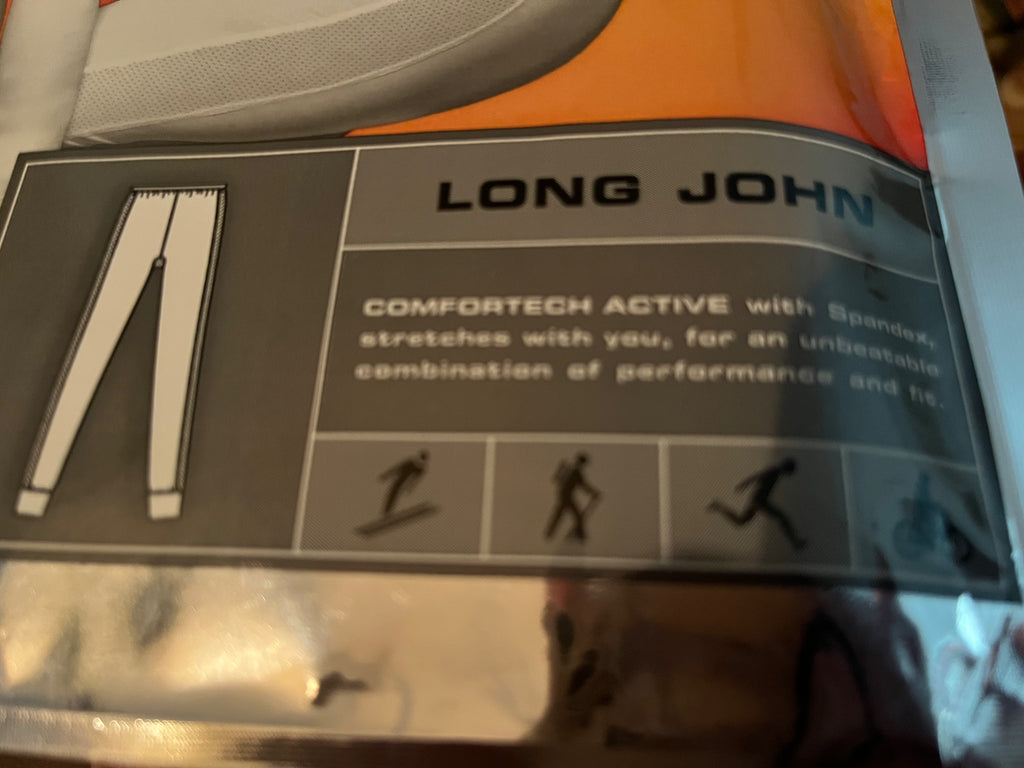 LONG JOHN
COMFORTECH ACTIVE with Spandex,
stretches with you, for an unbeatable
combination of performance and fit.